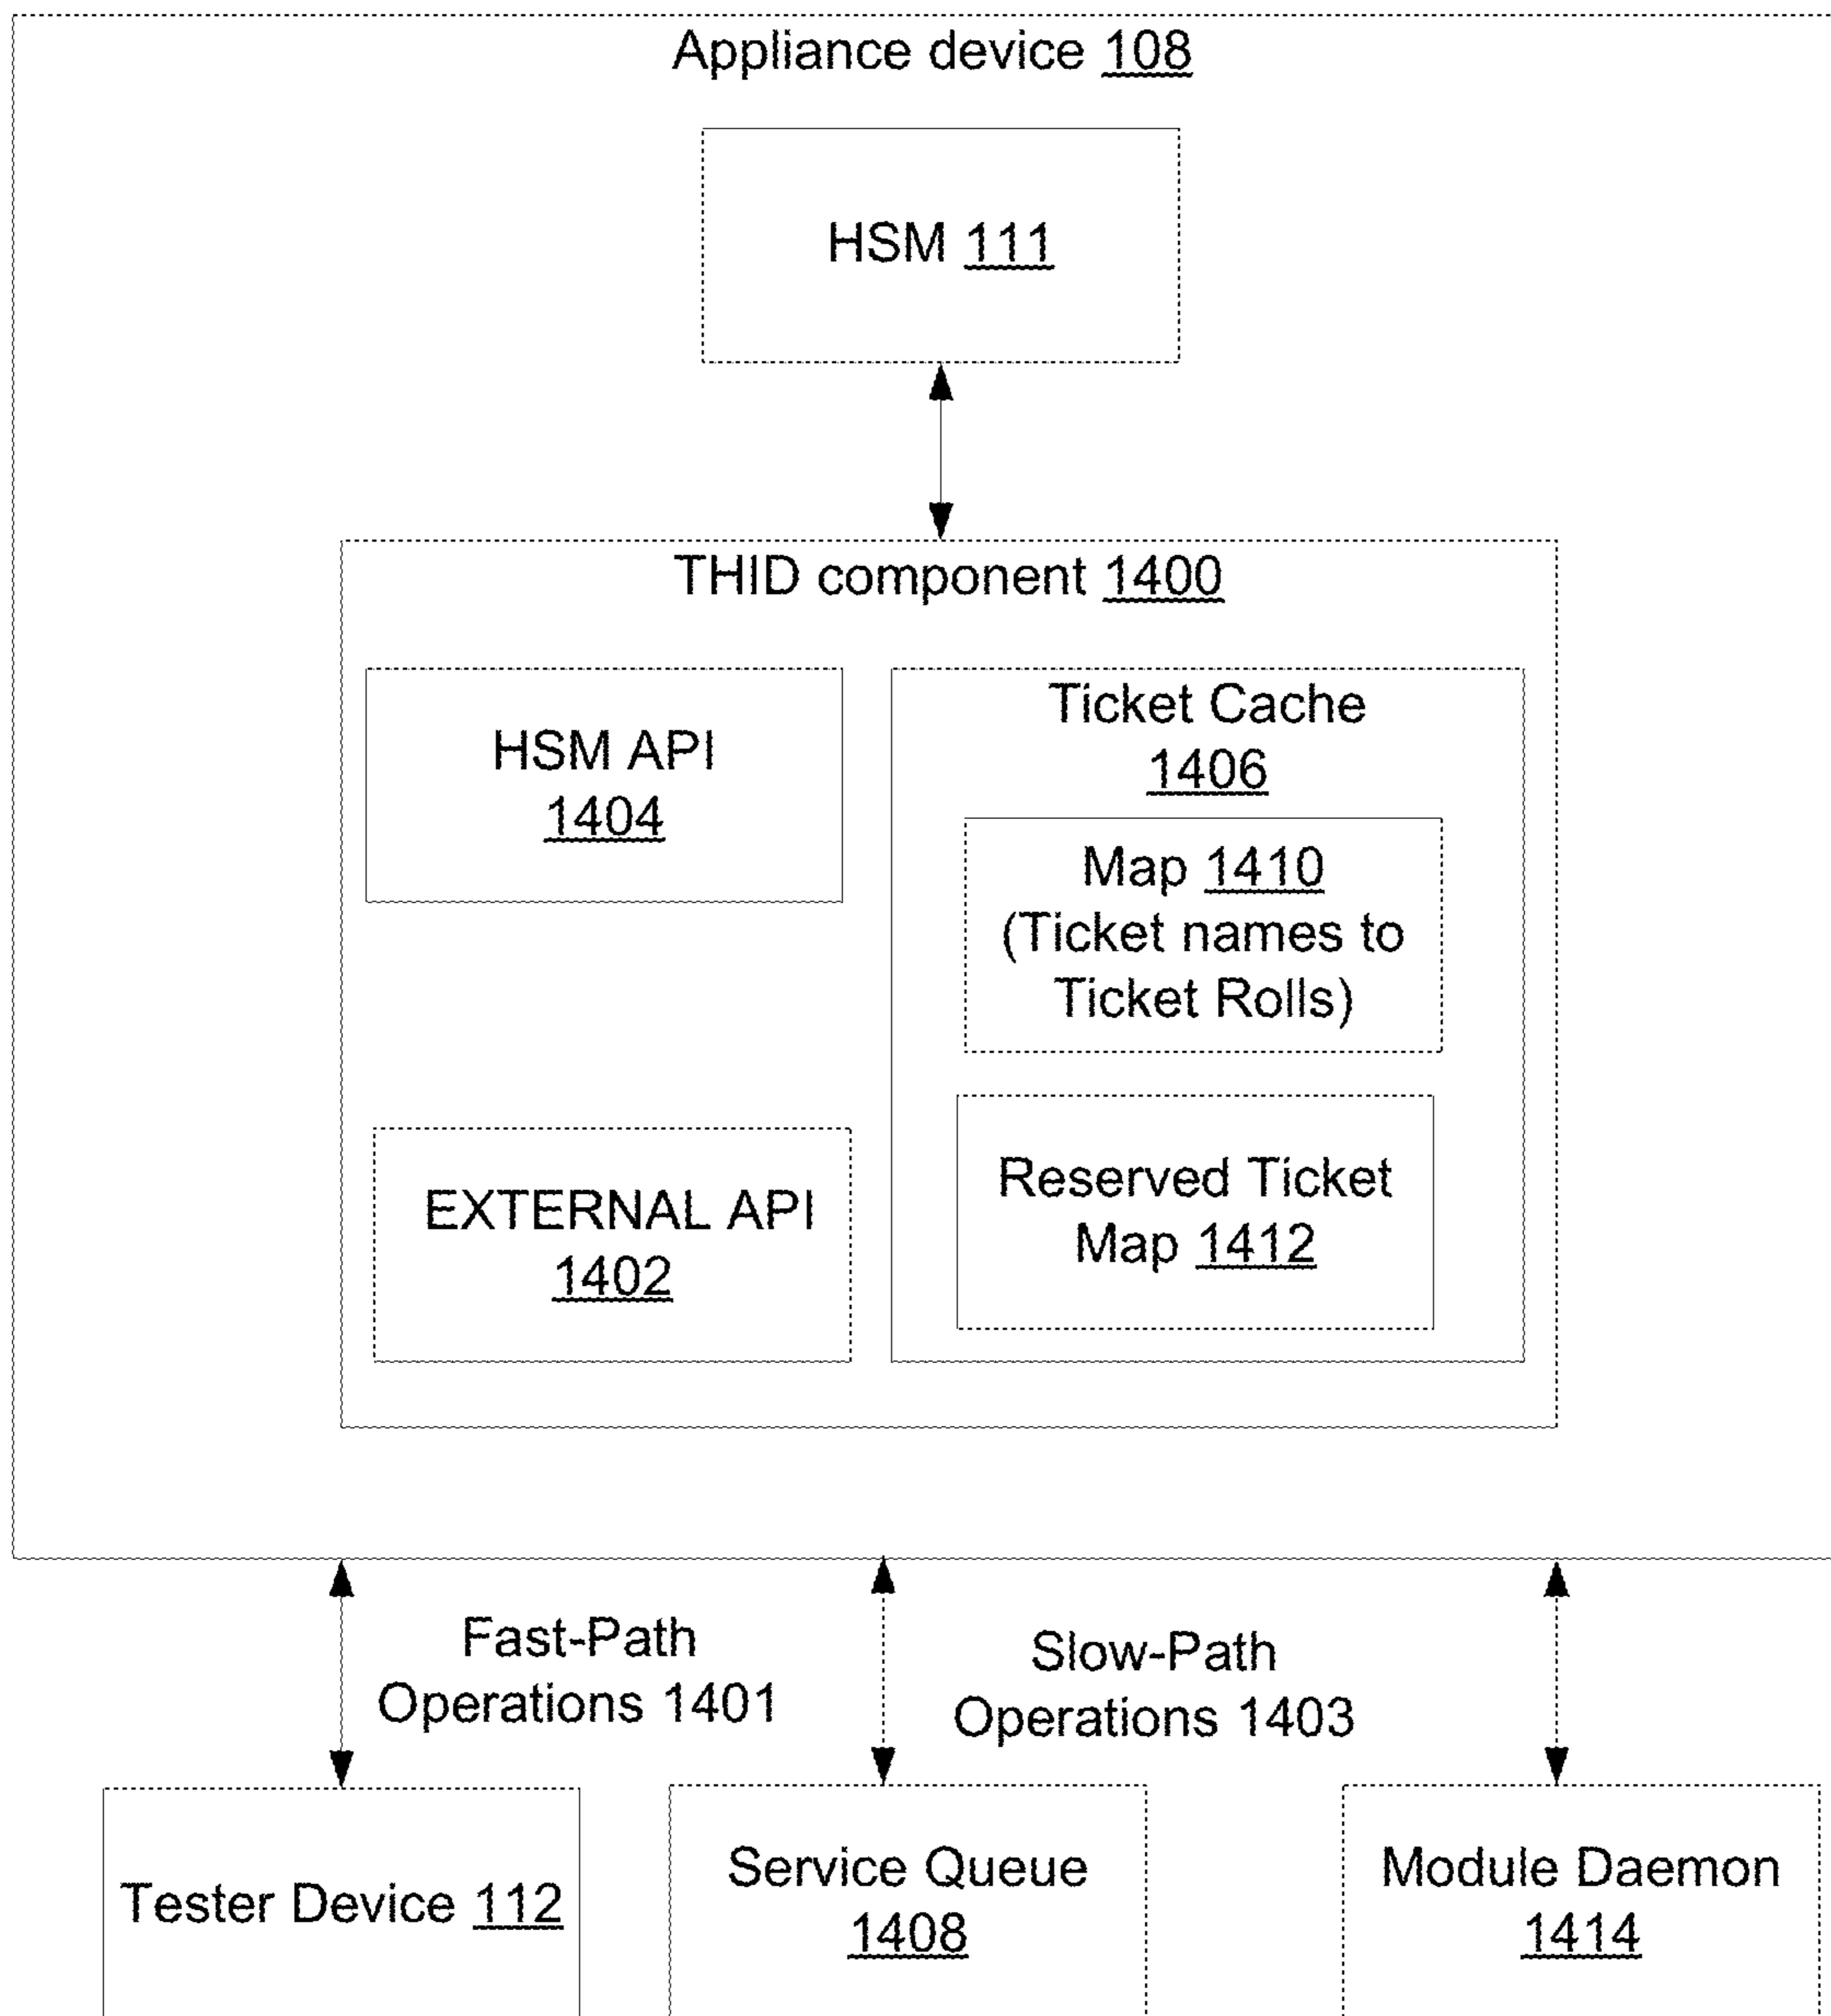 Appliance device 108
HSM 111
THID component 1400
HSM API
1404
EXTERNAL API
1402
Ticket Cache
1406
Map 1410
(Ticket names to
Ticket Rolls)
Reserved Ticket
Map 1412
Fast-Path
Operations 1401
Slow-Path
Operations 1403
Tester Device 112
Service Queue
1408
Module Daemon
1414